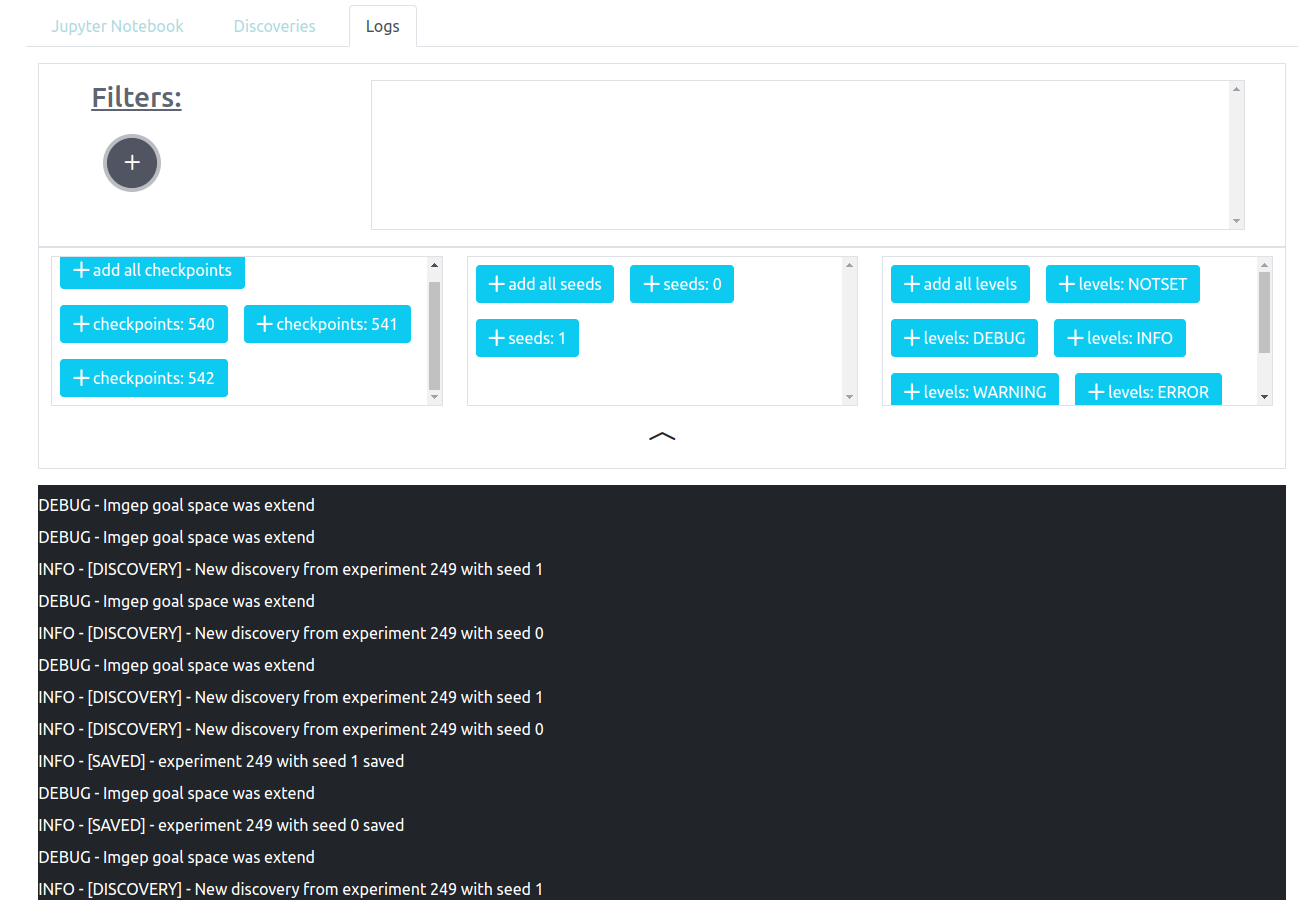 Jupyter Notebook Discoveries Logs
Filters:
+
+ add all checkpoints
+ checkpoints: 540 + checkpoints: 541
+ checkpoints: 542
+ add all seeds + seeds: 0
+ seeds: 1
+ add all levels + levels: NOTSET
+ levels: DEBUG + levels: INFO
+ levels: WARNING + levels: ERROR
DEBUG - Imgep goal space was extend
DEBUG - Imgep goal space was extend
INFO - [DISCOVERY] - New discovery from experiment 249 with seed 1
DEBUG - Imgep goal space was extend
INFO - [DISCOVERY] - New discovery from experiment 249 with seed 0
DEBUG - Imgep goal space was extend
INFO - [DISCOVERY] - New discovery from experiment 249 with seed 1
INFO - [DISCOVERY] - New discovery from experiment 249 with seed 0
INFO - [SAVED] - experiment 249 with seed 1 saved
DEBUG - Imgep goal space was extend
INFO - [SAVED] - experiment 249 with seed 0 saved
DEBUG - Imgep goal space was extend
INFO - [DISCOVERY] - New discovery from experiment 249 with seed 1